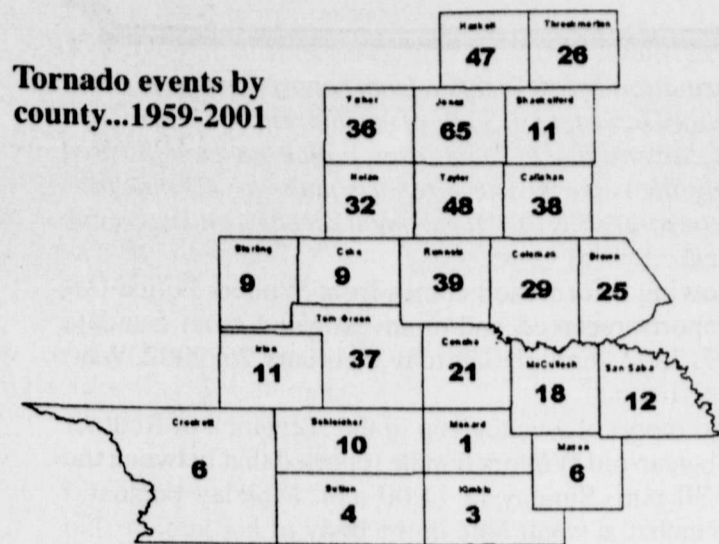 Tornado events by
county...1959-2001
Haskell Throckmorton
47 26
Fisher Jones Shackelford
36 65 11
Nolan Taylor Callahan
32 48 38
Sterling Coke Runnels Coleman Brown
9 9 39 29 25
Irion Tom Green Concho McCulloch San Saba
11 37 21 18 12
Crockett Schleicher Menard Mason
6 10 1 6
Sutton Kimble
4 3